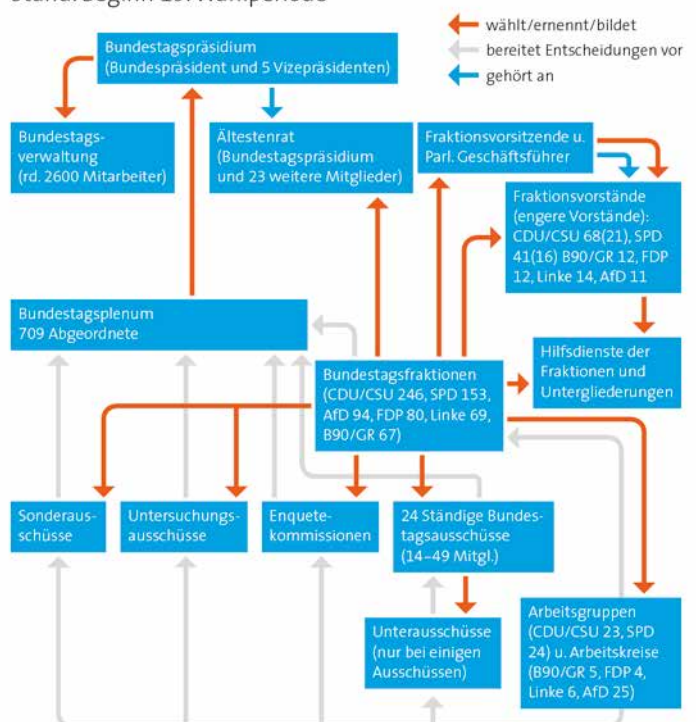 Stand: Beginn 19. Wahlperiode
wählt/ernennt/bildet
bereitet Entscheidungen vor
gehört an
Bundestagspräsidium
(Bundespräsident und 5 Vizepräsidenten)
Bundestags-
verwaltung
(rd. 2600 Mitarbeiter)
Ältestenrat
(Bundestagspräsidium
und 23 weitere Mitglieder)
Fraktionsvorsitzende u.
Parl. Geschäftsführer
Fraktionsvorstände
(engere Vorstände):
CDU/CSU 68(21), SPD
41(16) B90/GR 12, FDP
12, Linke 14, AfD 11
Bundestagsplenum
709 Abgeordnete
Hilfsdienste der
Fraktionen und
Untergliederungen
Bundestagsfraktionen
(CDU/CSU 246, SPD 153,
AfD 94, FDP 80, Linke 69,
B90/GR 67)
Sonderaus-
schüsse
Untersuchungs-
ausschüsse
Enquete-
kommissionen
24 Ständige Bundes-
tagsausschüsse
(14–49 Mitgl.)
Unterausschüsse
(nur bei einigen
Ausschüssen)
Arbeitsgruppen
(CDU/CSU 23, SPD
24) u. Arbeitskreise
(B90/GR 5, FDP 4,
Linke 6, AfD 25)